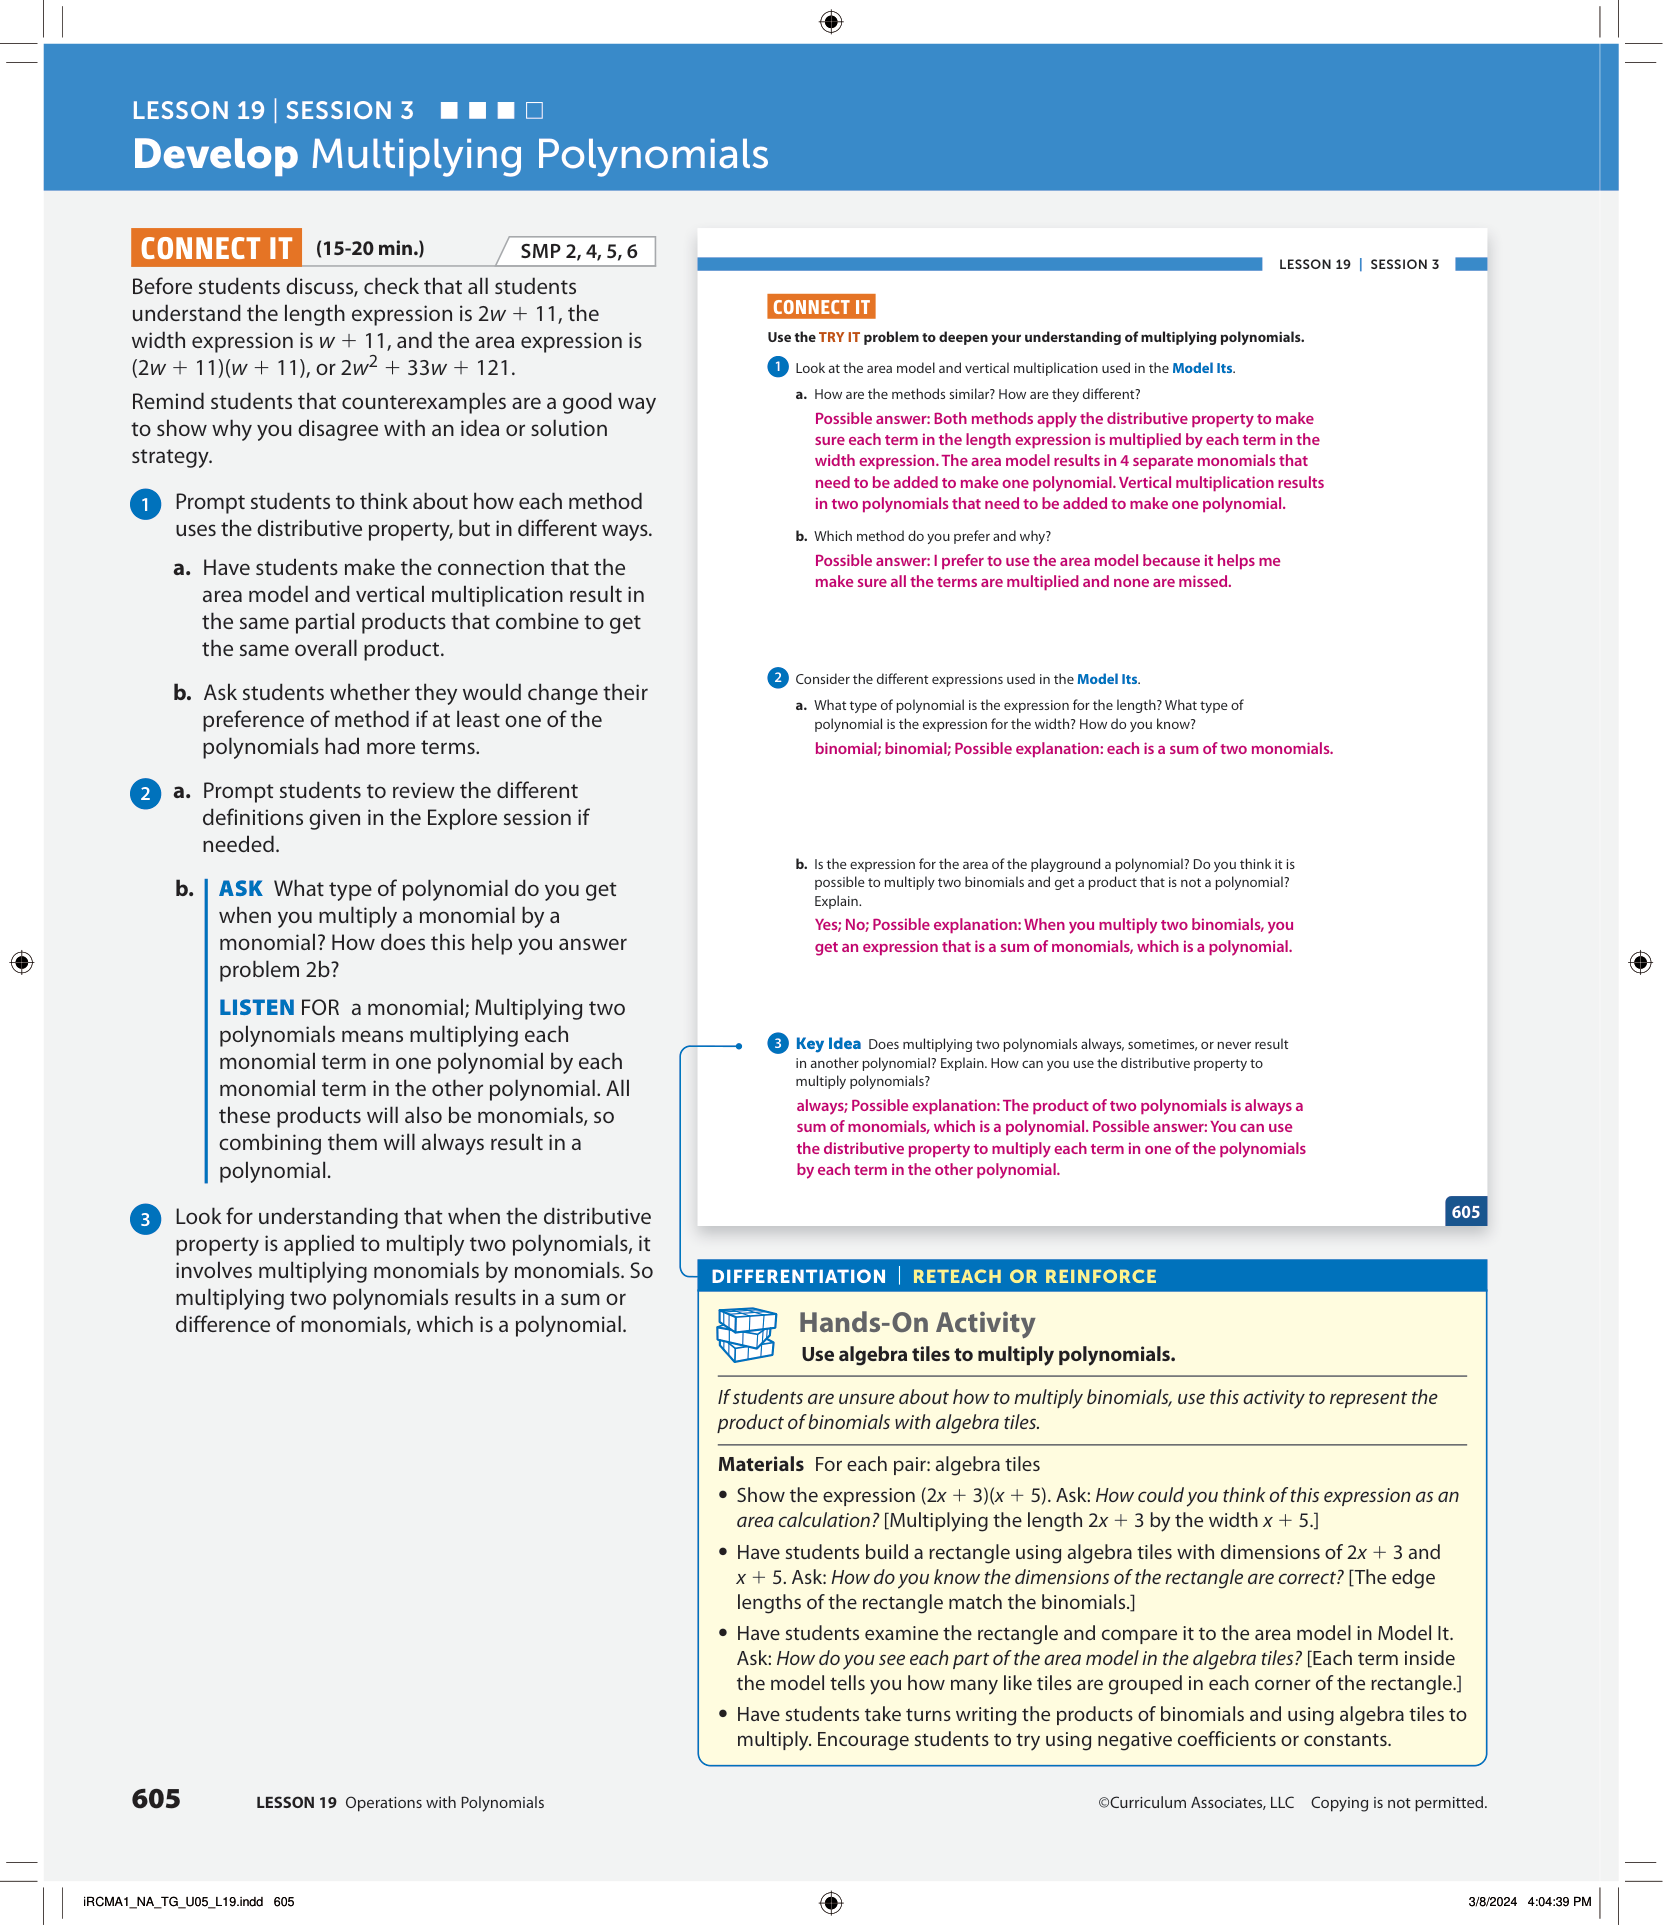 LESSON 19 | SESSION 3
Develop Multiplying Polynomials
CONNECT IT (15-20 min.) SMP 2, 4, 5, 6
Before students discuss, check that all students
understand the length expression is 2w + 11, the
width expression is w + 11, and the area expression is
(2w + 11)(w + 11), or 2w² + 33w + 121.
Remind students that counterexamples are a good way
to show why you disagree with an idea or solution
strategy.
1 Prompt students to think about how each method
uses the distributive property, but in different ways.
a. Have students make the connection that the
area model and vertical multiplication result in
the same partial products that combine to get
the same overall product.
b. Ask students whether they would change their
preference of method if at least one of the
polynomials had more terms.
2 a. Prompt students to review the different
definitions given in the Explore session if
needed.
b. ASK What type of polynomial do you get
when you multiply a monomial by a
monomial? How does this help you answer
problem 2b?
LISTEN FOR a monomial; Multiplying two
polynomials means multiplying each
monomial term in one polynomial by each
monomial term in the other polynomial. All
these products will also be monomials, so
combining them will always result in a
polynomial.
3 Look for understanding that when the distributive
property is applied to multiply two polynomials, it
involves multiplying monomials by monomials. So
multiplying two polynomials results in a sum or
difference of monomials, which is a polynomial.
LESSON 19 | SESSION 3
CONNECT IT
Use the TRY IT problem to deepen your understanding of multiplying polynomials.
1 Look at the area model and vertical multiplication used in the Model Its.
a. How are the methods similar? How are they different?
Possible answer: Both methods apply the distributive property to make
sure each term in the length expression is multiplied by each term in the
width expression. The area model results in 4 separate monomials that
need to be added to make one polynomial. Vertical multiplication results
in two polynomials that need to be added to make one polynomial.
b. Which method do you prefer and why?
Possible answer: I prefer to use the area model because it helps me
make sure all the terms are multiplied and none are missed.
2 Consider the different expressions used in the Model Its.
a. What type of polynomial is the expression for the length? What type of
polynomial is the expression for the width? How do you know?
binomial; binomial; Possible explanation: each is a sum of two monomials.
b. Is the expression for the area of the playground a polynomial? Do you think it is
possible to multiply two binomials and get a product that is not a polynomial?
Explain.
Yes; No; Possible explanation: When you multiply two binomials, you
get an expression that is a sum of monomials, which is a polynomial.
3 Key Idea Does multiplying two polynomials always, sometimes, or never result
in another polynomial? Explain. How can you use the distributive property to
multiply polynomials?
always; Possible explanation: The product of two polynomials is always a
sum of monomials, which is a polynomial. Possible answer: You can use
the distributive property to multiply each term in one of the polynomials
by each term in the other polynomial.
605
DIFFERENTIATION | RETEACH OR REINFORCE
Hands-On Activity
Use algebra tiles to multiply polynomials.
If students are unsure about how to multiply binomials, use this activity to represent the
product of binomials with algebra tiles.
Materials For each pair: algebra tiles
• Show the expression (2x + 3)(x + 5). Ask: How could you think of this expression as an
area calculation? [Multiplying the length 2x + 3 by the width x + 5.]
• Have students build a rectangle using algebra tiles with dimensions of 2x + 3 and
x + 5. Ask: How do you know the dimensions of the rectangle are correct? [The edge
lengths of the rectangle match the binomials.]
• Have students examine the rectangle and compare it to the area model in Model It.
Ask: How do you see each part of the area model in the algebra tiles? [Each term inside
the model tells you how many like tiles are grouped in each corner of the rectangle.]
• Have students take turns writing the products of binomials and using algebra tiles to
multiply. Encourage students to try using negative coefficients or constants.
605 LESSON 19 Operations with Polynomials ©Curriculum Associates, LLC Copying is not permitted.
iRCMA1_NA_TG_U05_L19.indd 605 3/8/2024 4:04:39 PM